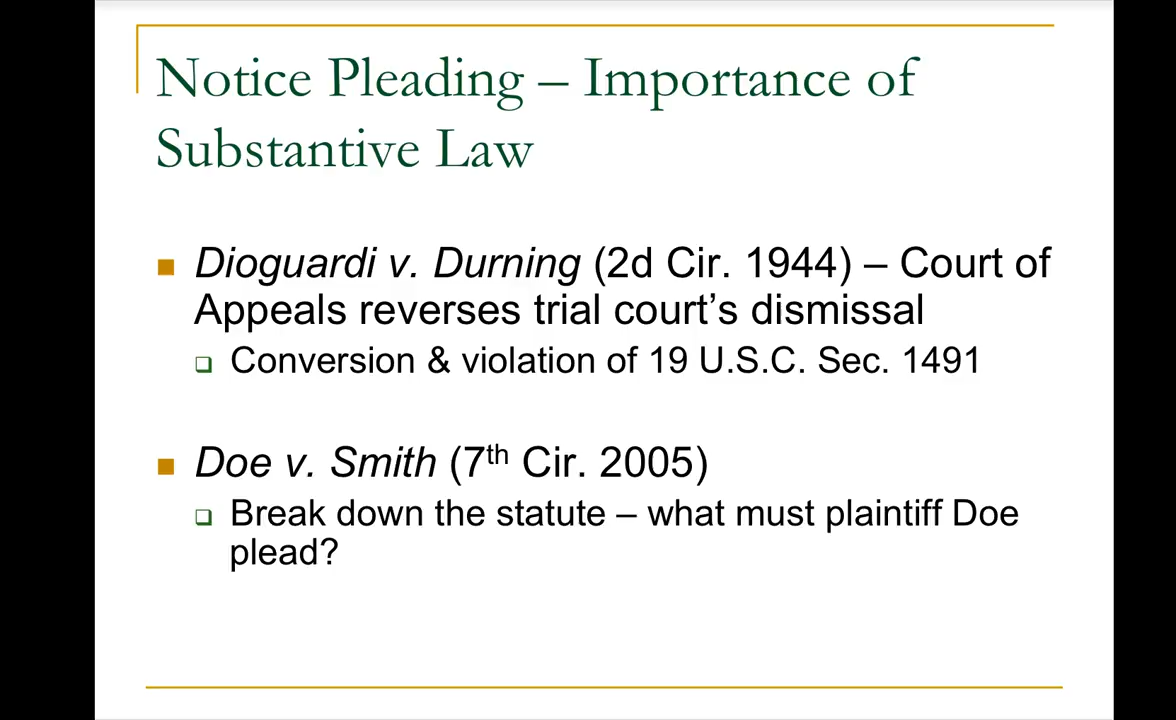 Notice Pleading – Importance of
Substantive Law
Dioguardi v. Durning (2d Cir. 1944) – Court of
Appeals reverses trial court’s dismissal
Conversion & violation of 19 U.S.C. Sec. 1491
Doe v. Smith (7th Cir. 2005)
Break down the statute – what must plaintiff Doe
plead?